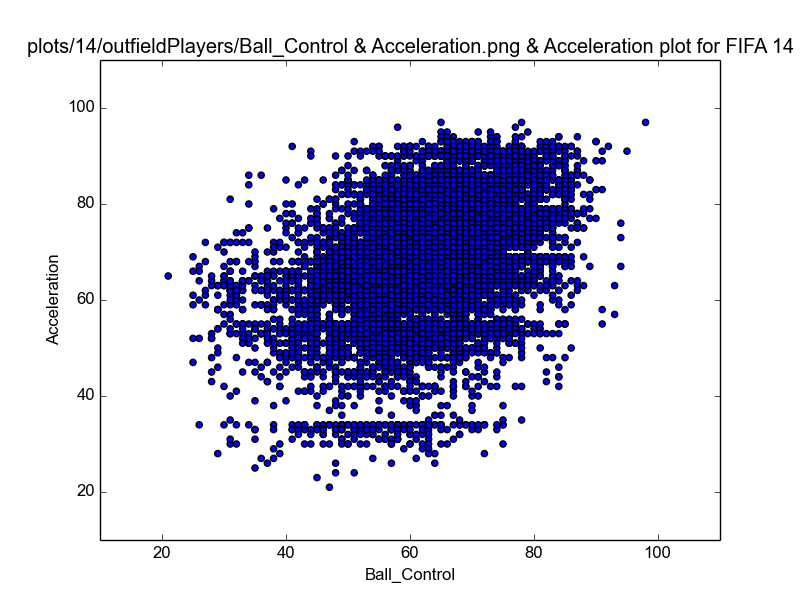 plots/14/outfieldPlayers/Ball_Control & Acceleration.png & Acceleration plot for FIFA 14
100
80
60
40
20
Acceleration
20 40 60 80 100
Ball_Control